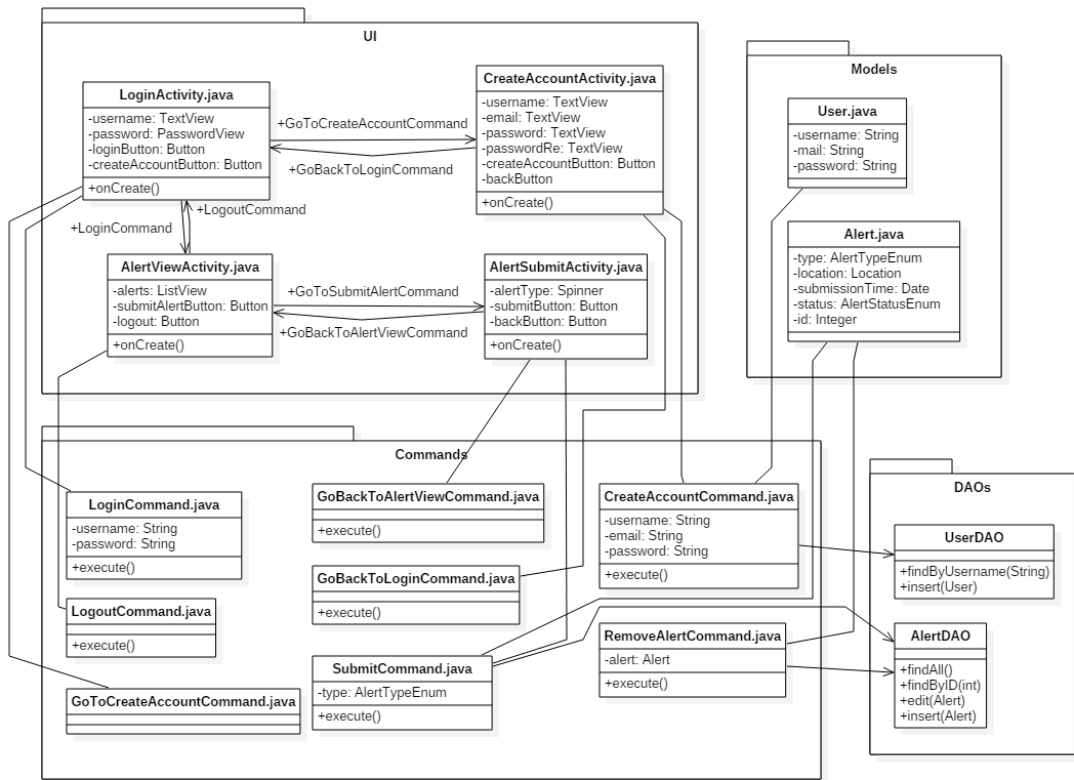 UI
LoginActivity.java
-username: TextView
-password: PasswordView
-loginButton: Button
-createAccountButton: Button
+onCreate()
+GoToCreateAccountCommand
+GoBackToLoginCommand
CreateAccountActivity.java
-username: TextView
-email: TextView
-password: TextView
-passwordRe: TextView
-createAccountButton: Button
-backButton
+onCreate()
+LogoutCommand
+LoginCommand
AlertViewActivity.java
-alerts: ListView
-submitAlertButton: Button
-logout: Button
+onCreate()
+GoToSubmitAlertCommand
+GoBackToAlertViewCommand
AlertSubmitActivity.java
-alertType: Spinner
-submitButton: Button
-backButton: Button
+onCreate()
Models
User.java
-username: String
-mail: String
-password: String
Alert.java
-type: AlertTypeEnum
-location: Location
-submissionTime: Date
-status: AlertStatusEnum
-id: Integer
Commands
LoginCommand.java
-username: String
-password: String
+execute()
LogoutCommand.java
+execute()
GoToCreateAccountCommand.java
GoBackToAlertViewCommand.java
+execute()
GoBackToLoginCommand.java
+execute()
SubmitCommand.java
-type: AlertTypeEnum
+execute()
CreateAccountCommand.java
-username: String
-email: String
-password: String
+execute()
RemoveAlertCommand.java
-alert: Alert
+execute()
DAOs
UserDAO
+findByUsername(String)
+insert(User)
AlertDAO
+findAll()
+findByID(int)
+edit(Alert)
+insert(Alert)